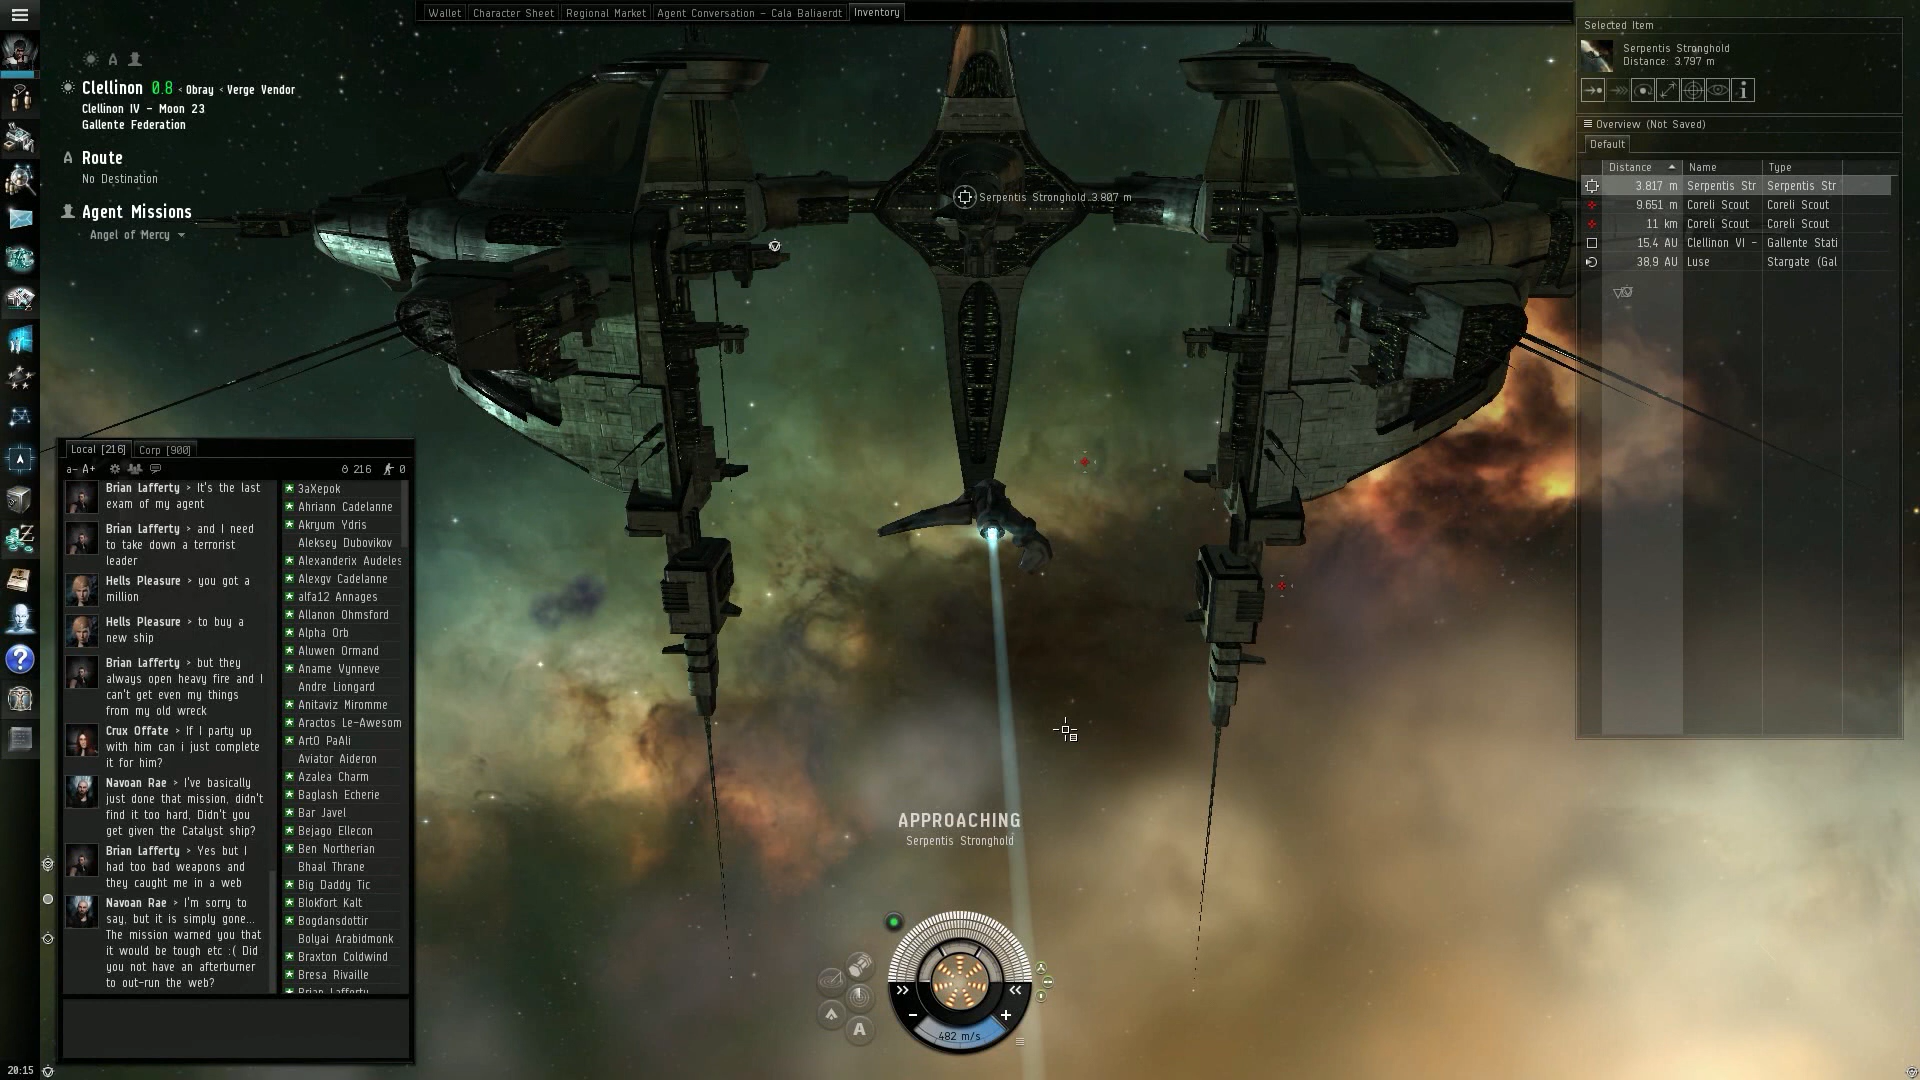 Wallet Character Sheet Regional Market Agent Conversation - Cala Baliaerdt Inventory
Selected Item
Serpentis Stronghold
Distance: 3.797 m
Clellinon 0.8 < Obray < Verge Vendor
Clellinon IV - Moon 23
Gallente Federation
A Route
No Destination
Agent Missions
Angel of Mercy
Overview (Not Saved)
Default
Distance Name Type
3.817 m Serpentis Str Serpentis Str
9.651 m Coreli Scout Coreli Scout
11 km Coreli Scout Coreli Scout
15,4 AU Clellinon VI - Gallente Stati
38,9 AU Luse Stargate (Gal
Serpentis Stronghold 3.807 m
Local [216] Corp [900]
a- A+ 216 0
Brian Lafferty > It's the last
exam of my agent
Brian Lafferty > and I need
to take down a terrorist
leader
Hells Pleasure > you got a
million
Hells Pleasure > to buy a
new ship
Brian Lafferty > but they
always open heavy fire and I
can't get even my things
from my old wreck
Crux Offate > If I party up
with him can i just complete
it for him?
Navoan Rae > I've basically
just done that mission, didn't
find it too hard, Didn't you
get given the Catalyst ship?
Brian Lafferty > Yes but I
had too bad weapons and
they caught me in a web
Navoan Rae > I'm sorry to
say, but it is simply gone...
The mission warned you that
it would be tough etc :( Did
you not have an afterburner
to out-run the web?
3aXepok
Ahriann Cadelanne
Akryum Ydris
Aleksey Dubovikov
Alexanderix Audeles
Alexgv Cadelanne
alfa12 Annages
Allanon Ohmsford
Alpha Orb
Aluwen Ormand
Aname Vynneve
Andre Liongard
Anitaviz Miromme
Aractos Le-Awesom
ArtO PaAli
Aviator Aideron
Azalea Charm
Baglash Echerie
Bar Javel
Bejago Ellecon
Ben Northerian
Bhaal Thrane
Big Daddy Tic
Blokfort Kalt
Bogdansdottir
Bolyai Arabidmonk
Braxton Coldwind
Bresa Rivaille
Brian Lafferty
APPROACHING
Serpentis Stronghold
A
482 m/s
20:15